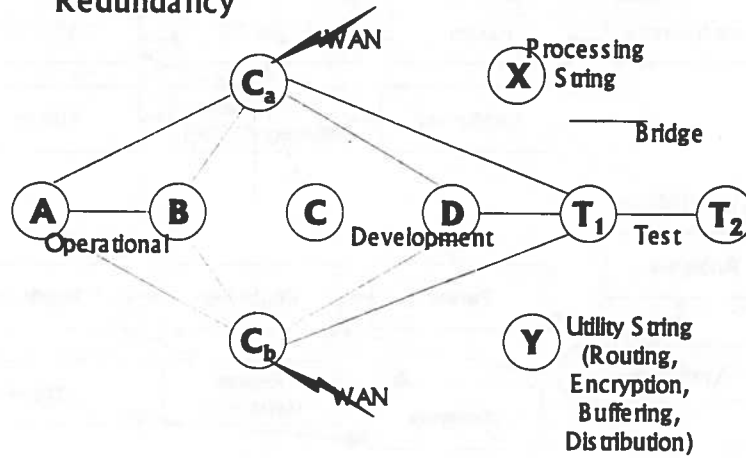 Redundancy
WAN
Processing
String
X
Ca
Bridge
A
B
C
D
T1
T2
Operational
Development
Test
Cb
Y
Utility String
(Routing,
Encryption,
Buffering,
Distribution)
WAN